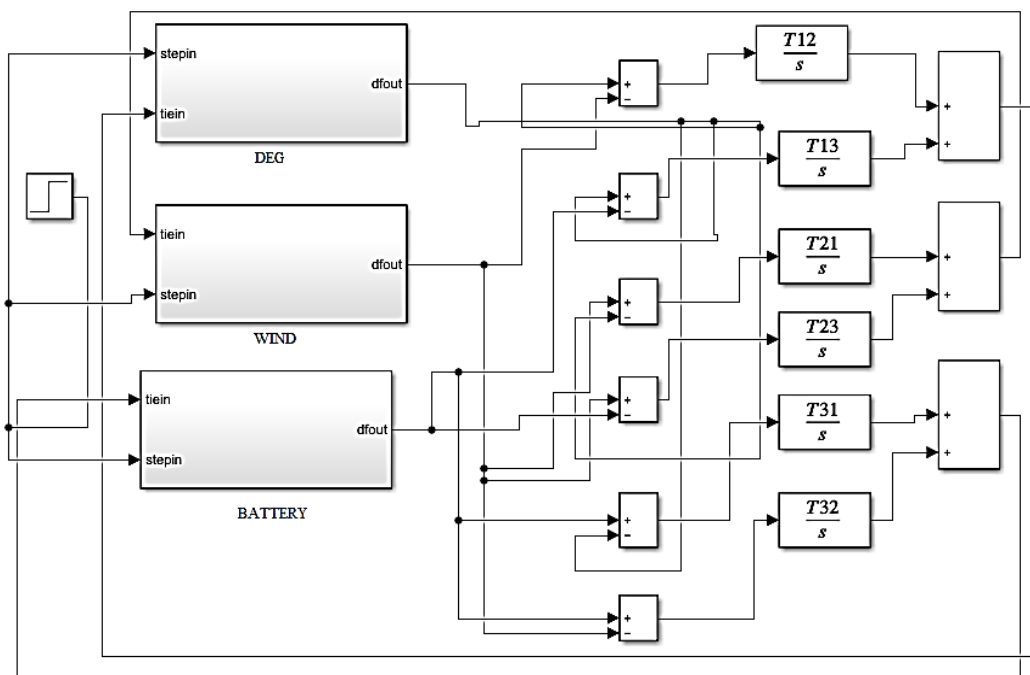 stepin
tiein
dfout
DEG
tiein
stepin
dfout
WIND
tiein
stepin
dfout
BATTERY
+
−
+
−
+
−
+
−
+
−
+
−
T12
s
T13
s
T21
s
T23
s
T31
s
T32
s
+
+
+
+
+
+